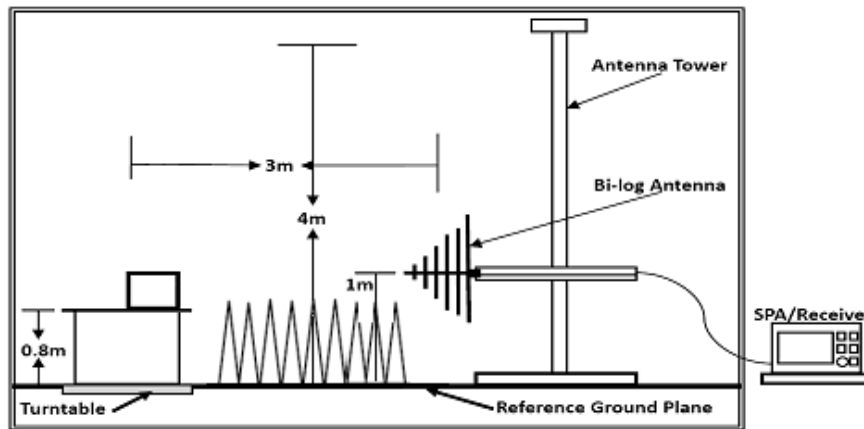 Antenna Tower
3m
Bi-log Antenna
4m
1m
SPA/Receive
0.8m
Turntable
Reference Ground Plane